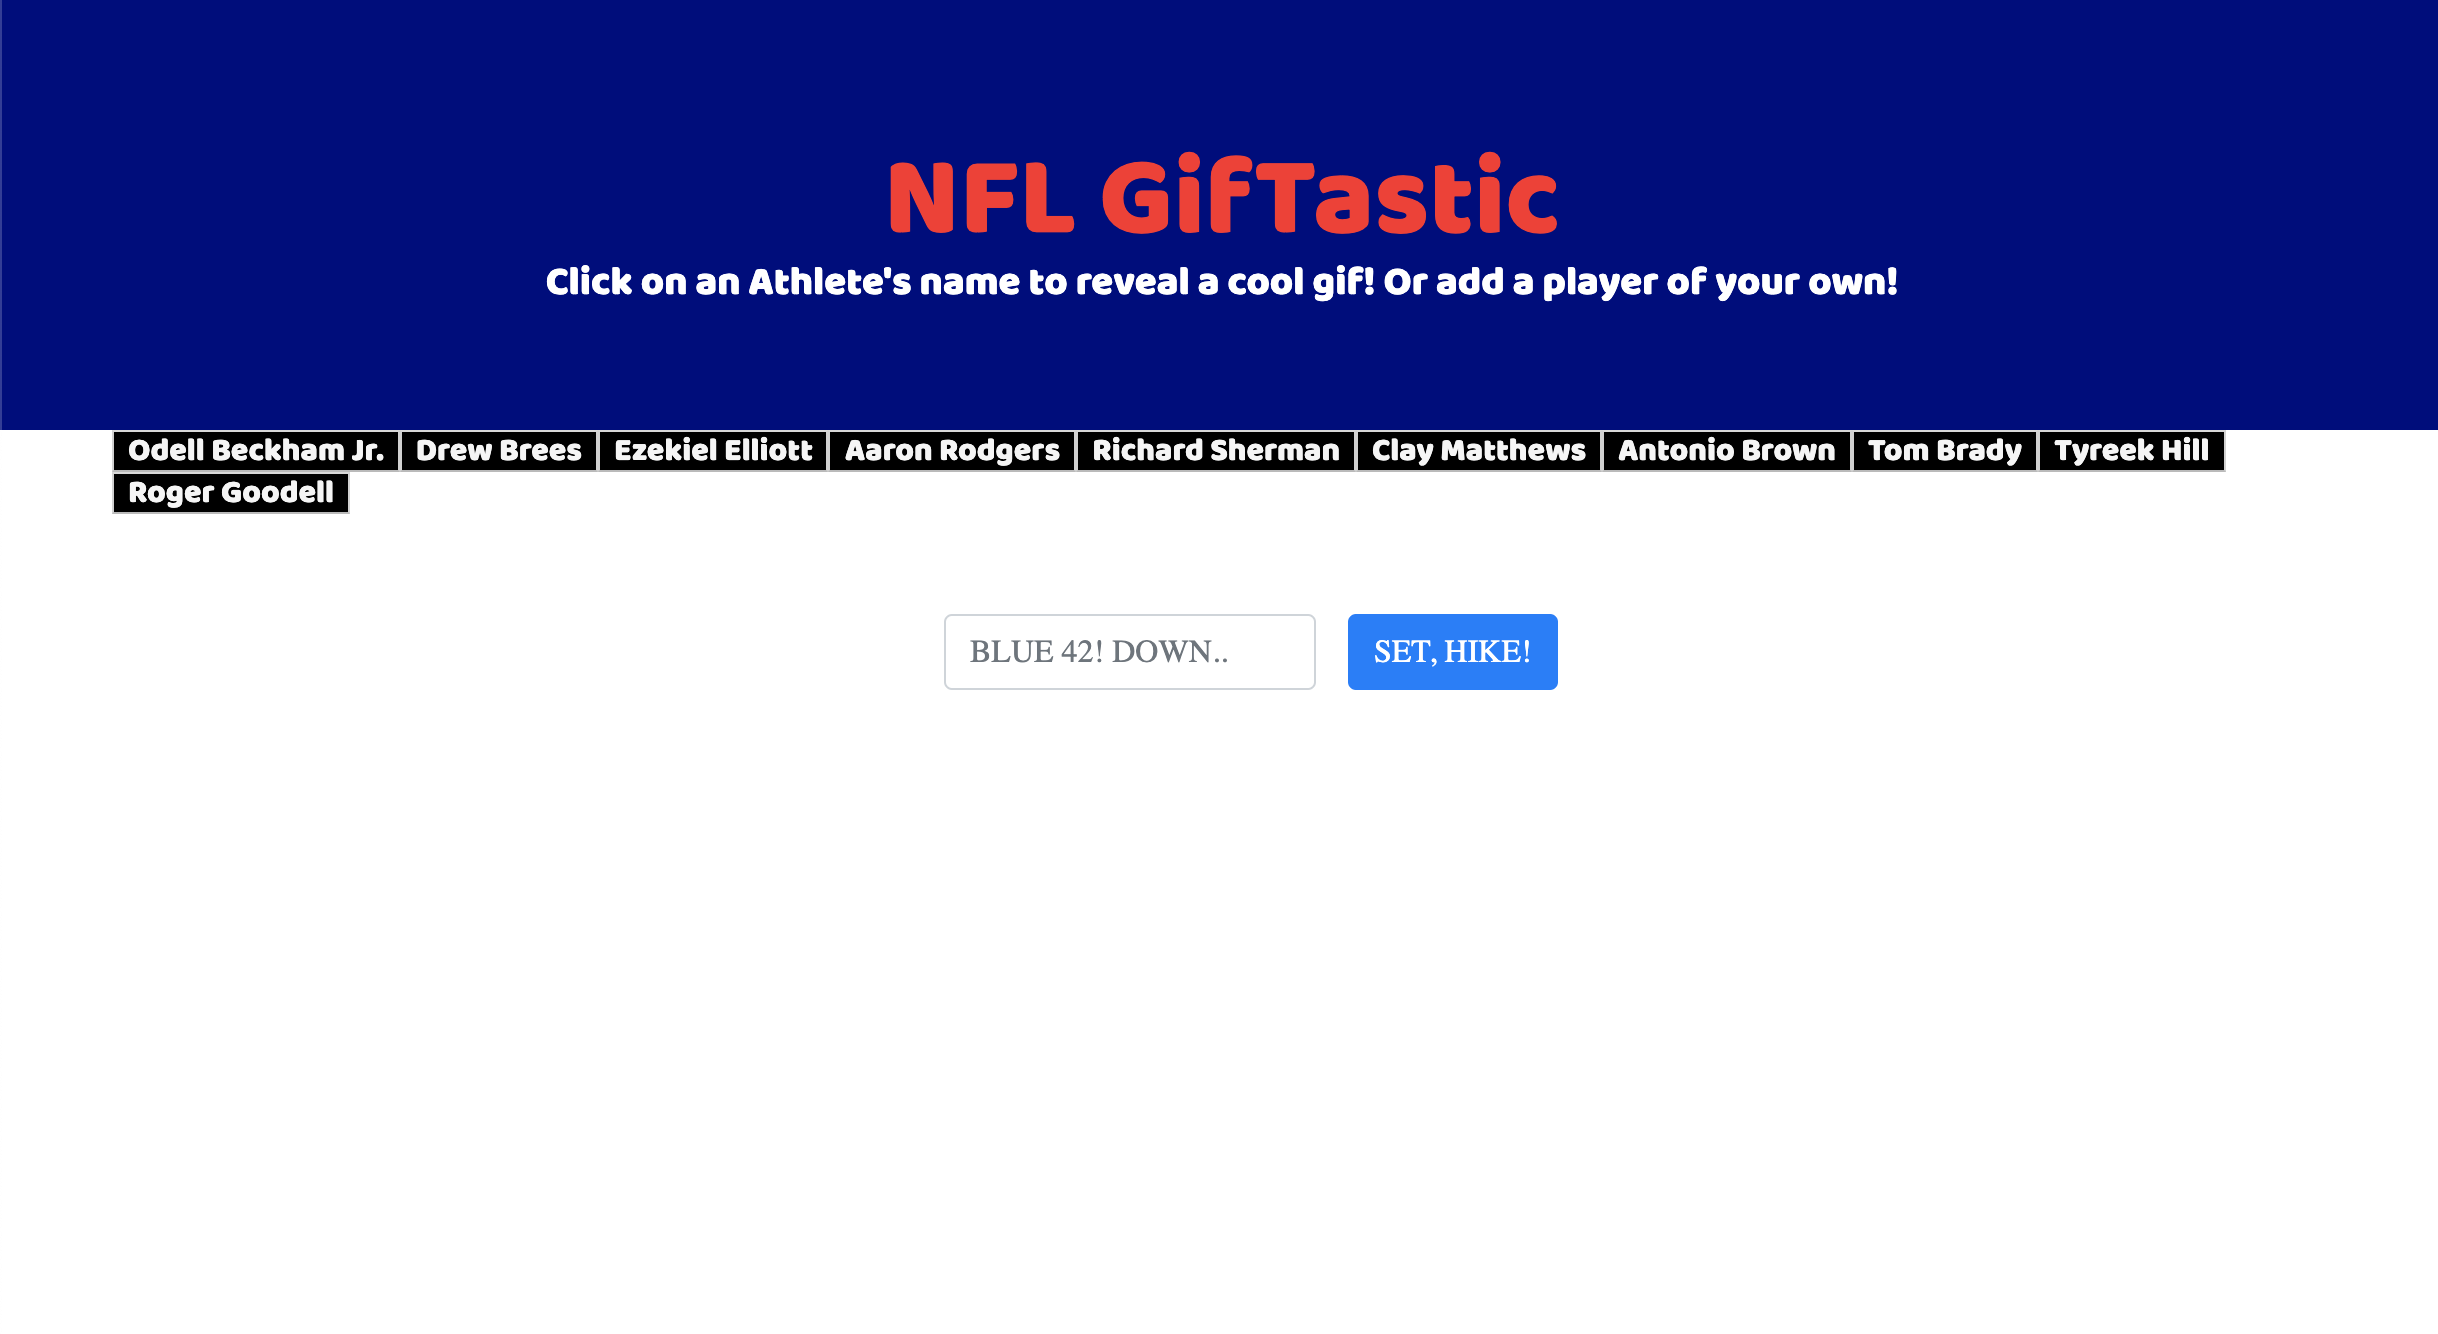 NFL GifTastic
Click on an Athlete's name to reveal a cool gif! Or add a player of your own!
Odell Beckham Jr. Drew Brees Ezekiel Elliott Aaron Rodgers Richard Sherman Clay Matthews Antonio Brown Tom Brady Tyreek Hill
Roger Goodell
BLUE 42! DOWN.. SET, HIKE!